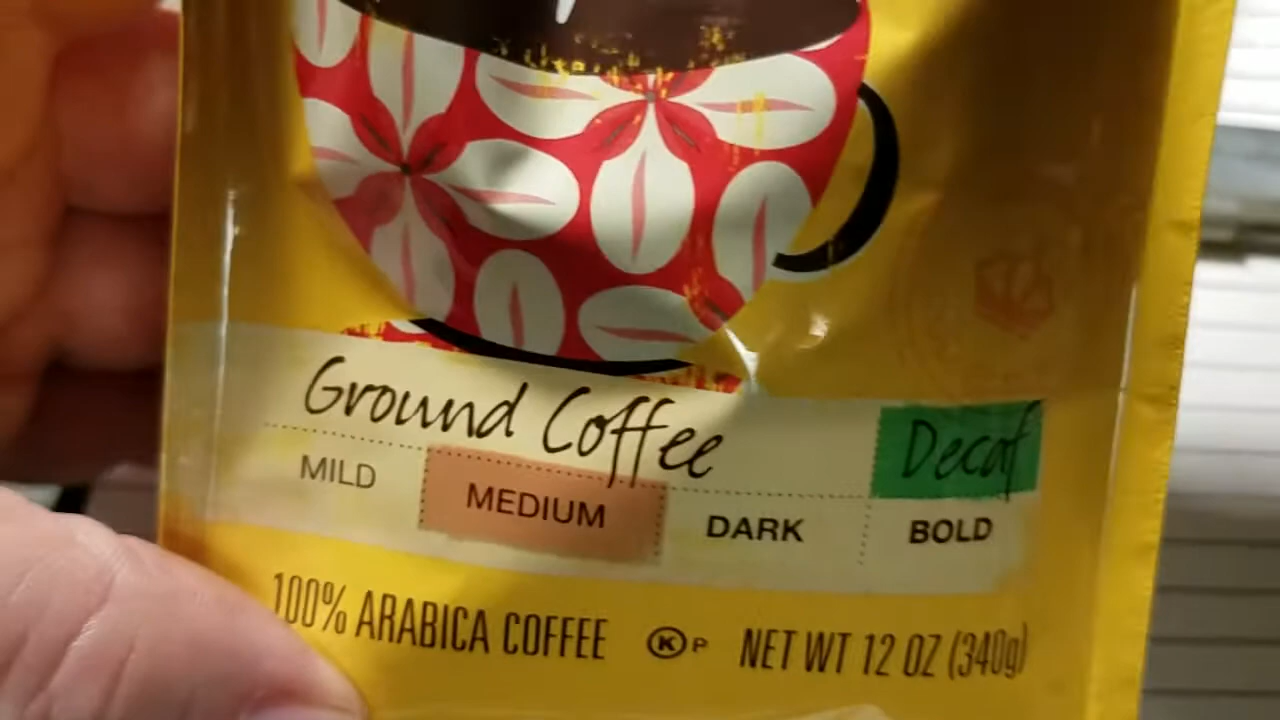 Ground Coffee Decaf
MILD MEDIUM DARK BOLD
100% ARABICA COFFEE K P NET WT 12 OZ (340g)